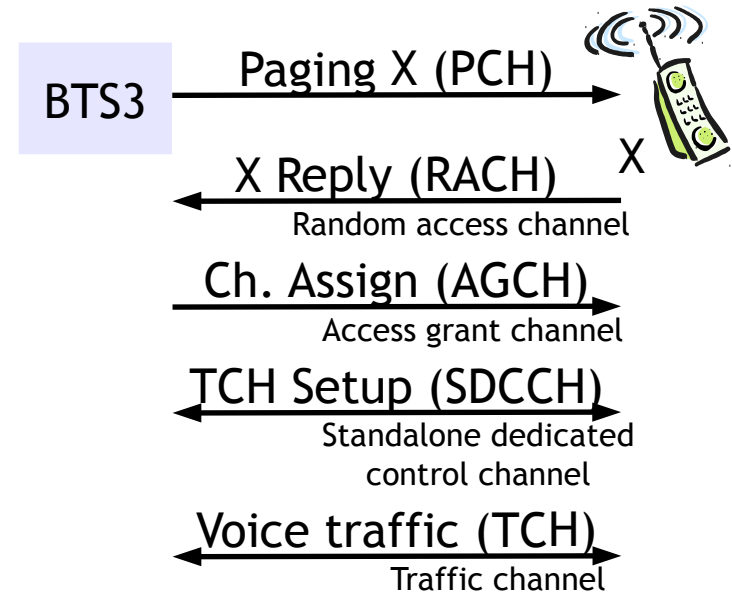 Paging X (PCH)
BTS3
X
X Reply (RACH)
Random access channel
Ch. Assign (AGCH)
Access grant channel
TCH Setup (SDCCH)
Standalone dedicated
control channel
Voice traffic (TCH)
Traffic channel